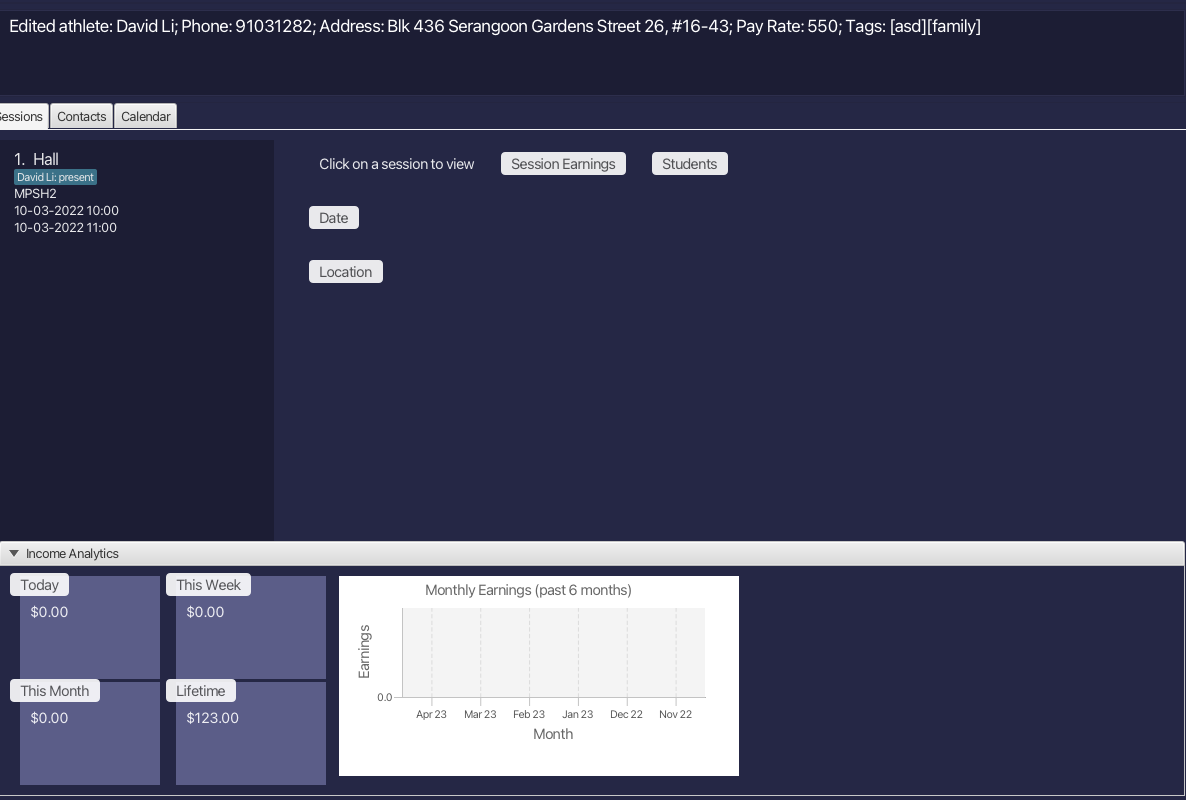 Edited athlete: David Li; Phone: 91031282; Address: Blk 436 Serangoon Gardens Street 26, #16-43; Pay Rate: 550; Tags: [asd][family]
Sessions Contacts Calendar
1. Hall
David Li: present
MPSH2
10-03-2022 10:00
10-03-2022 11:00
Click on a session to view Session Earnings Students
Date
Location
Income Analytics
Today
$0.00
This Week
$0.00
This Month
$0.00
Lifetime
$123.00
Monthly Earnings (past 6 months)
Earnings
0.0
Apr 23 Mar 23 Feb 23 Jan 23 Dec 22 Nov 22
Month